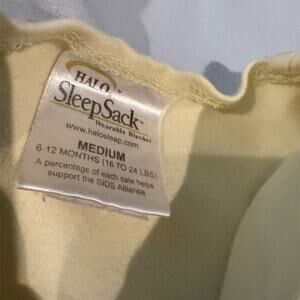 HALO
SleepSack™
Wearable Blanket
www.halosleep.com
MEDIUM
6-12 MONTHS (16 TO 24 LBS)
A percentage of each sale helps
support the SIDS Alliance